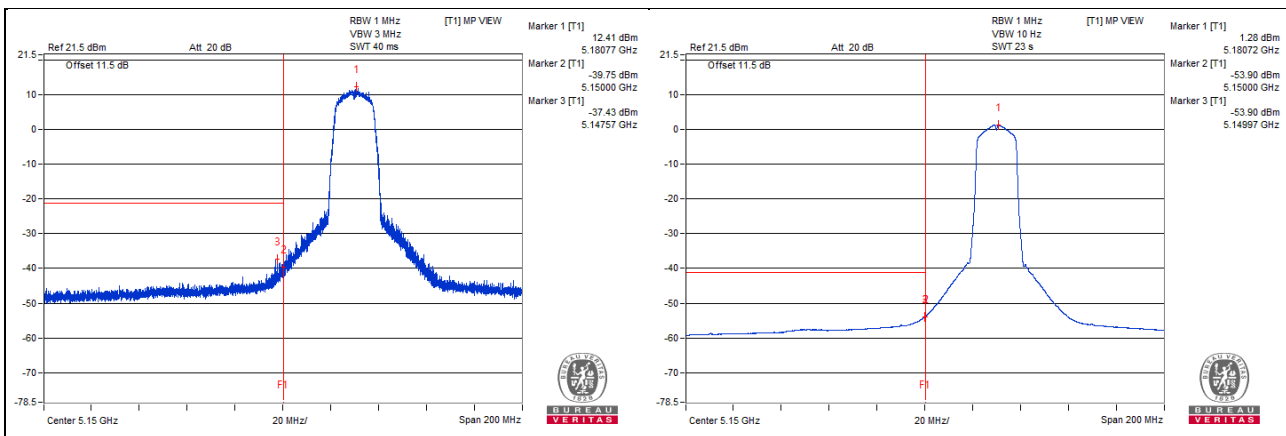 RBW 1 MHz [T1] MP VIEW
VBW 3 MHz
Ref 21.5 dBm Att 20 dB SWT 40 ms
21.5
Offset 11.5 dB
10
0
-10
-20
-30
-40
-50
-60
-70
-78.5
1
3
2
F1
Center 5.15 GHz 20 MHz/ Span 200 MHz
Marker 1 [T1]
12.41 dBm
5.18077 GHz
Marker 2 [T1]
-39.75 dBm
5.15000 GHz
Marker 3 [T1]
-37.43 dBm
5.14757 GHz
BUREAU VERITAS
1828
BUREAU
VERITAS
RBW 1 MHz [T1] MP VIEW
VBW 10 Hz
Ref 21.5 dBm Att 20 dB SWT 23 s
21.5
Offset 11.5 dB
10
0
-10
-20
-30
-40
-50
-60
-70
-78.5
1
2
F1
Center 5.15 GHz 20 MHz/ Span 200 MHz
Marker 1 [T1]
1.28 dBm
5.18072 GHz
Marker 2 [T1]
-53.90 dBm
5.15000 GHz
Marker 3 [T1]
-53.90 dBm
5.14997 GHz
BUREAU VERITAS
1828
BUREAU
VERITAS